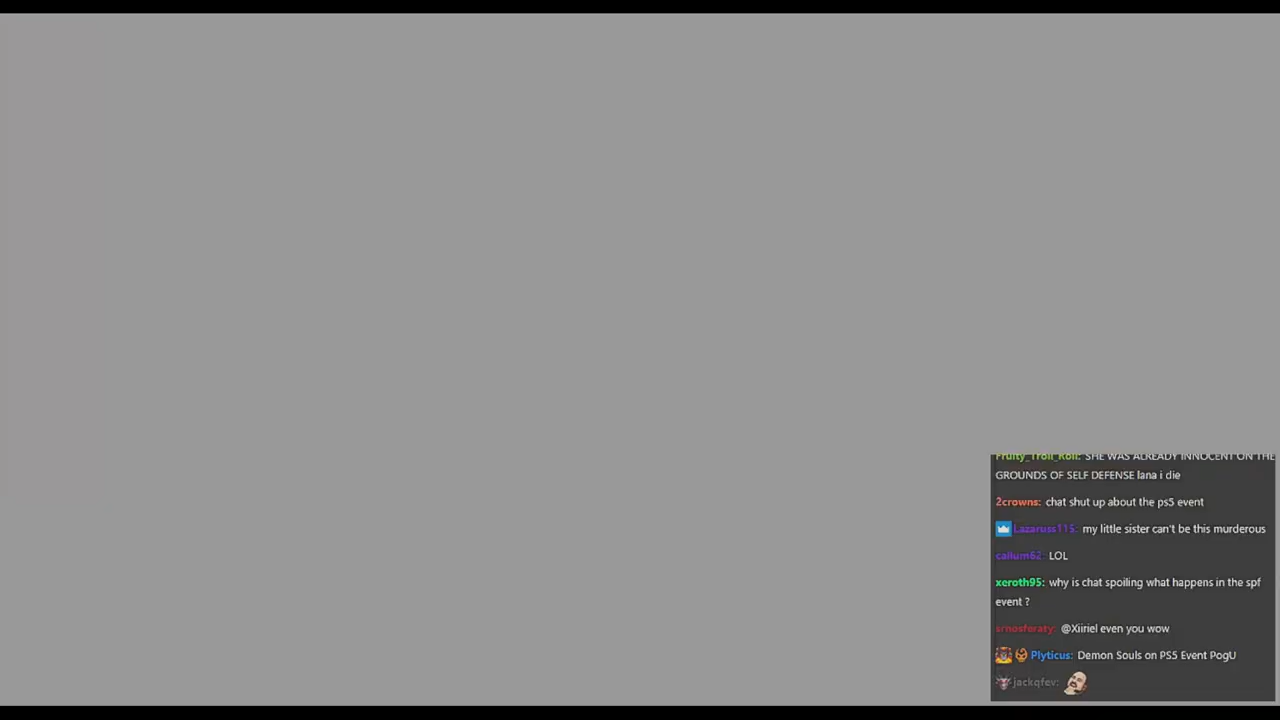 Fruity_Troll_Roll: SHE WAS ALREADY INNOCENT ON THE
GROUNDS OF SELF DEFENSE lana i die
2crowns: chat shut up about the ps5 event
Lazaruss115: my little sister can't be this murderous
callum62: LOL
xeroth95: why is chat spoiling what happens in the spf
event ?
srnosferaty: @Xiiriel even you wow
Plyticus: Demon Souls on PS5 Event PogU
jackqfev: